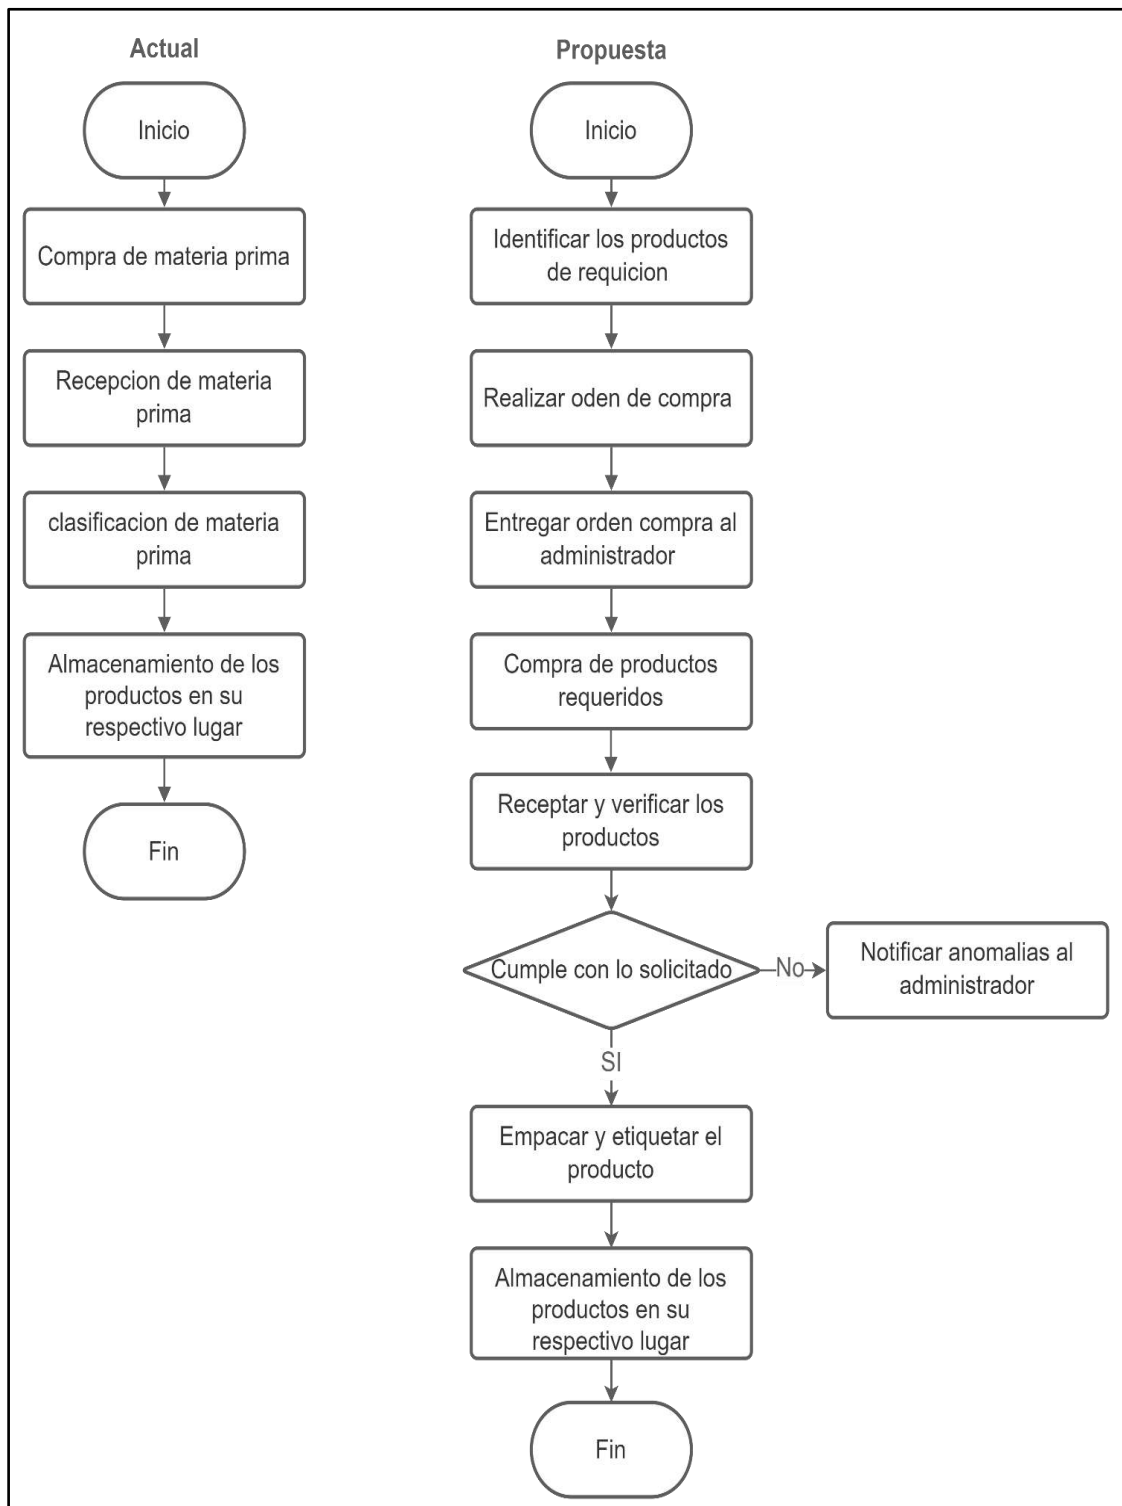 Actual
Inicio
Compra de materia prima
Recepcion de materia
prima
clasificacion de materia
prima
Almacenamiento de los
productos en su
respectivo lugar
Fin
Propuesta
Inicio
Identificar los productos
de requicion
Realizar oden de compra
Entregar orden compra al
administrador
Compra de productos
requeridos
Receptar y verificar los
productos
Cumple con lo solicitado
No
Notificar anomalias al
administrador
SI
Empacar y etiquetar el
producto
Almacenamiento de los
productos en su
respectivo lugar
Fin